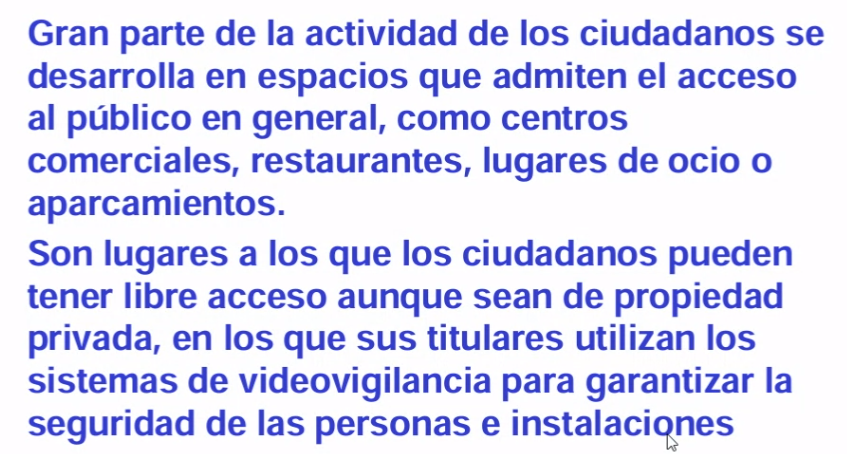 Gran parte de la actividad de los ciudadanos se
desarrolla en espacios que admiten el acceso
al público en general, como centros
comerciales, restaurantes, lugares de ocio o
aparcamientos.
Son lugares a los que los ciudadanos pueden
tener libre acceso aunque sean de propiedad
privada, en los que sus titulares utilizan los
sistemas de videovigilancia para garantizar la
seguridad de las personas e instalaciones